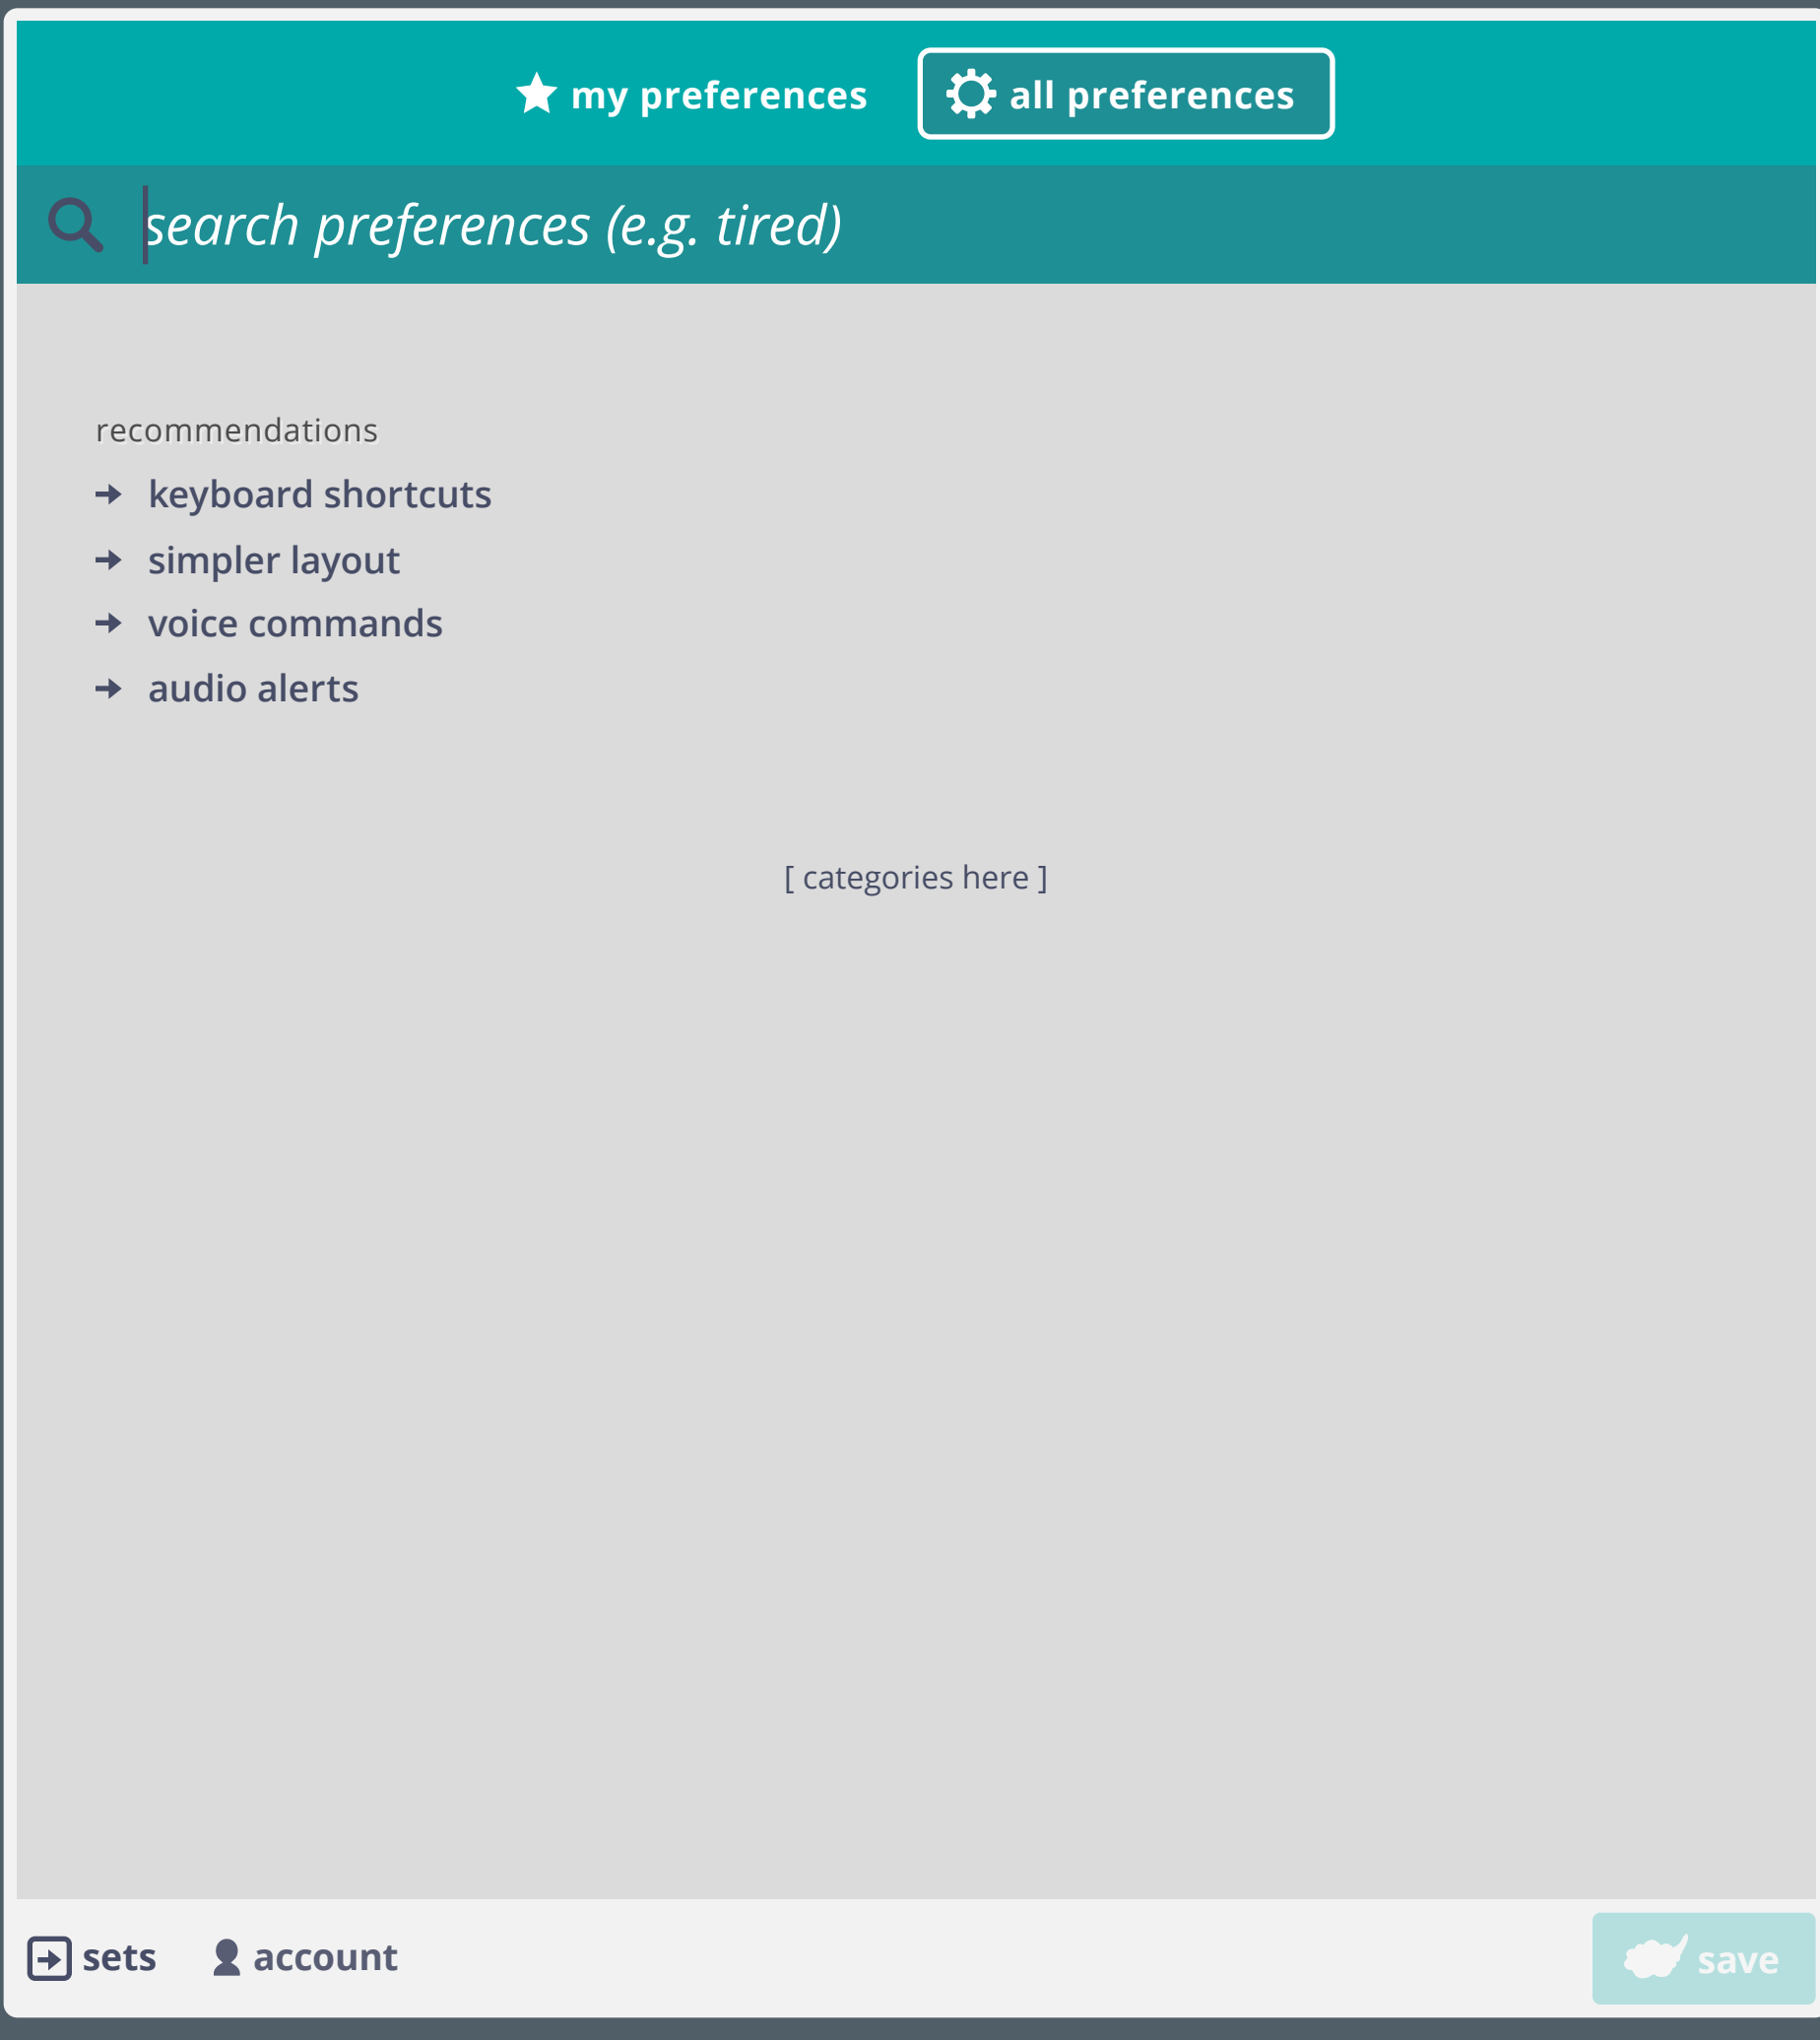 my preferences
all preferences
search preferences (e.g. tired)
recommendations
keyboard shortcuts
simpler layout
voice commands
audio alerts
[ categories here ]
sets
account
save